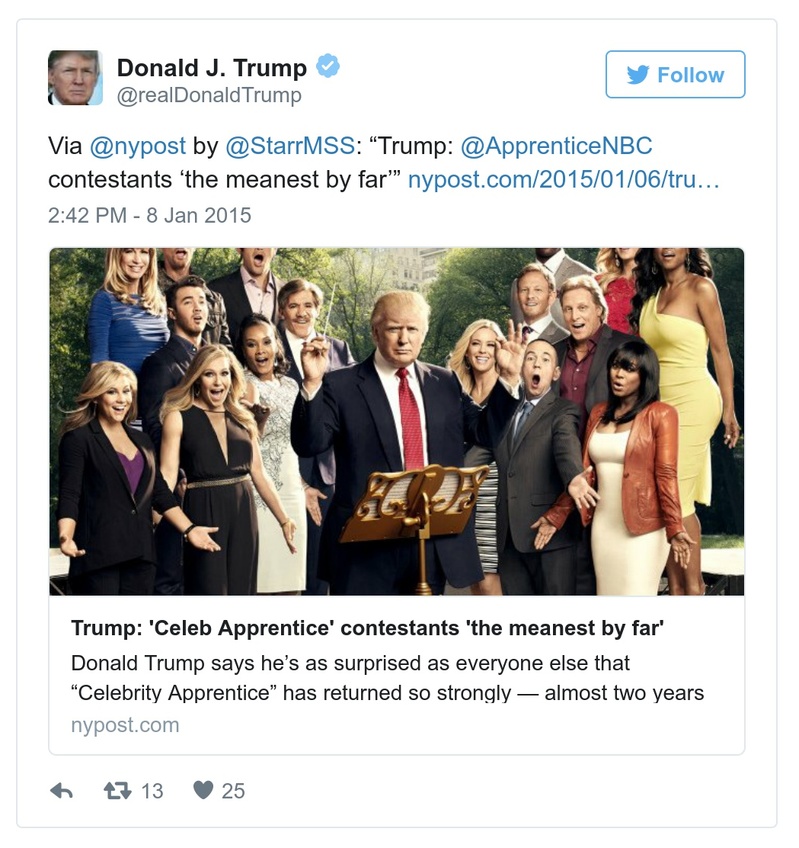 Donald J. Trump
@realDonaldTrump
Follow
Via @nypost by @StarrMSS: “Trump: @ApprenticeNBC
contestants ‘the meanest by far’” nypost.com/2015/01/06/tru…
2:42 PM - 8 Jan 2015
Trump: 'Celeb Apprentice' contestants 'the meanest by far'
Donald Trump says he’s as surprised as everyone else that
“Celebrity Apprentice” has returned so strongly — almost two years
nypost.com
13
25